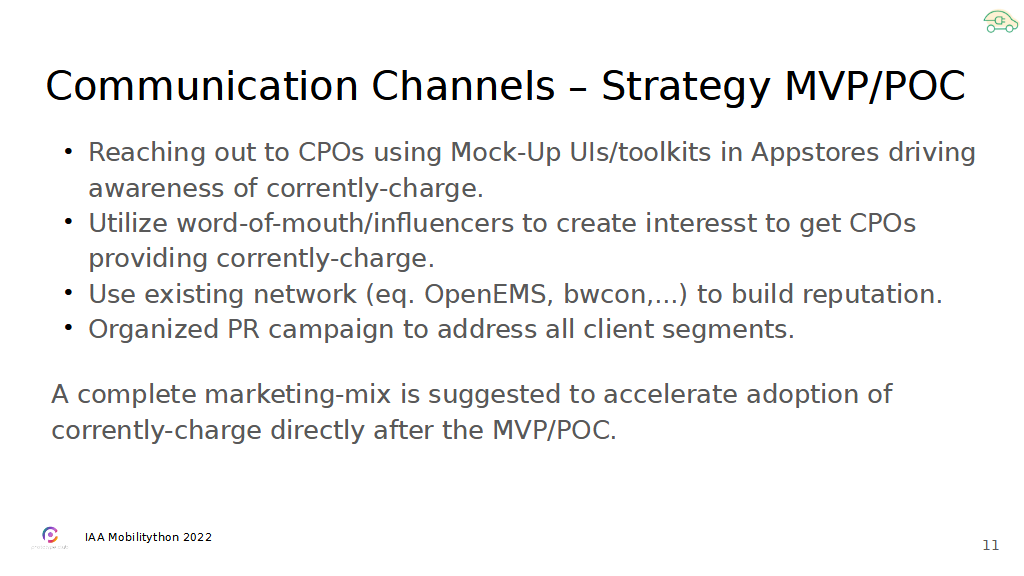 Communication Channels – Strategy MVP/POC
• Reaching out to CPOs using Mock-Up UIs/toolkits in Appstores driving
awareness of corrently-charge.
• Utilize word-of-mouth/influencers to create interesst to get CPOs
providing corrently-charge.
• Use existing network (eq. OpenEMS, bwcon,...) to build reputation.
• Organized PR campaign to address all client segments.
A complete marketing-mix is suggested to accelerate adoption of
corrently-charge directly after the MVP/POC.
IAA Mobilitython 2022
11